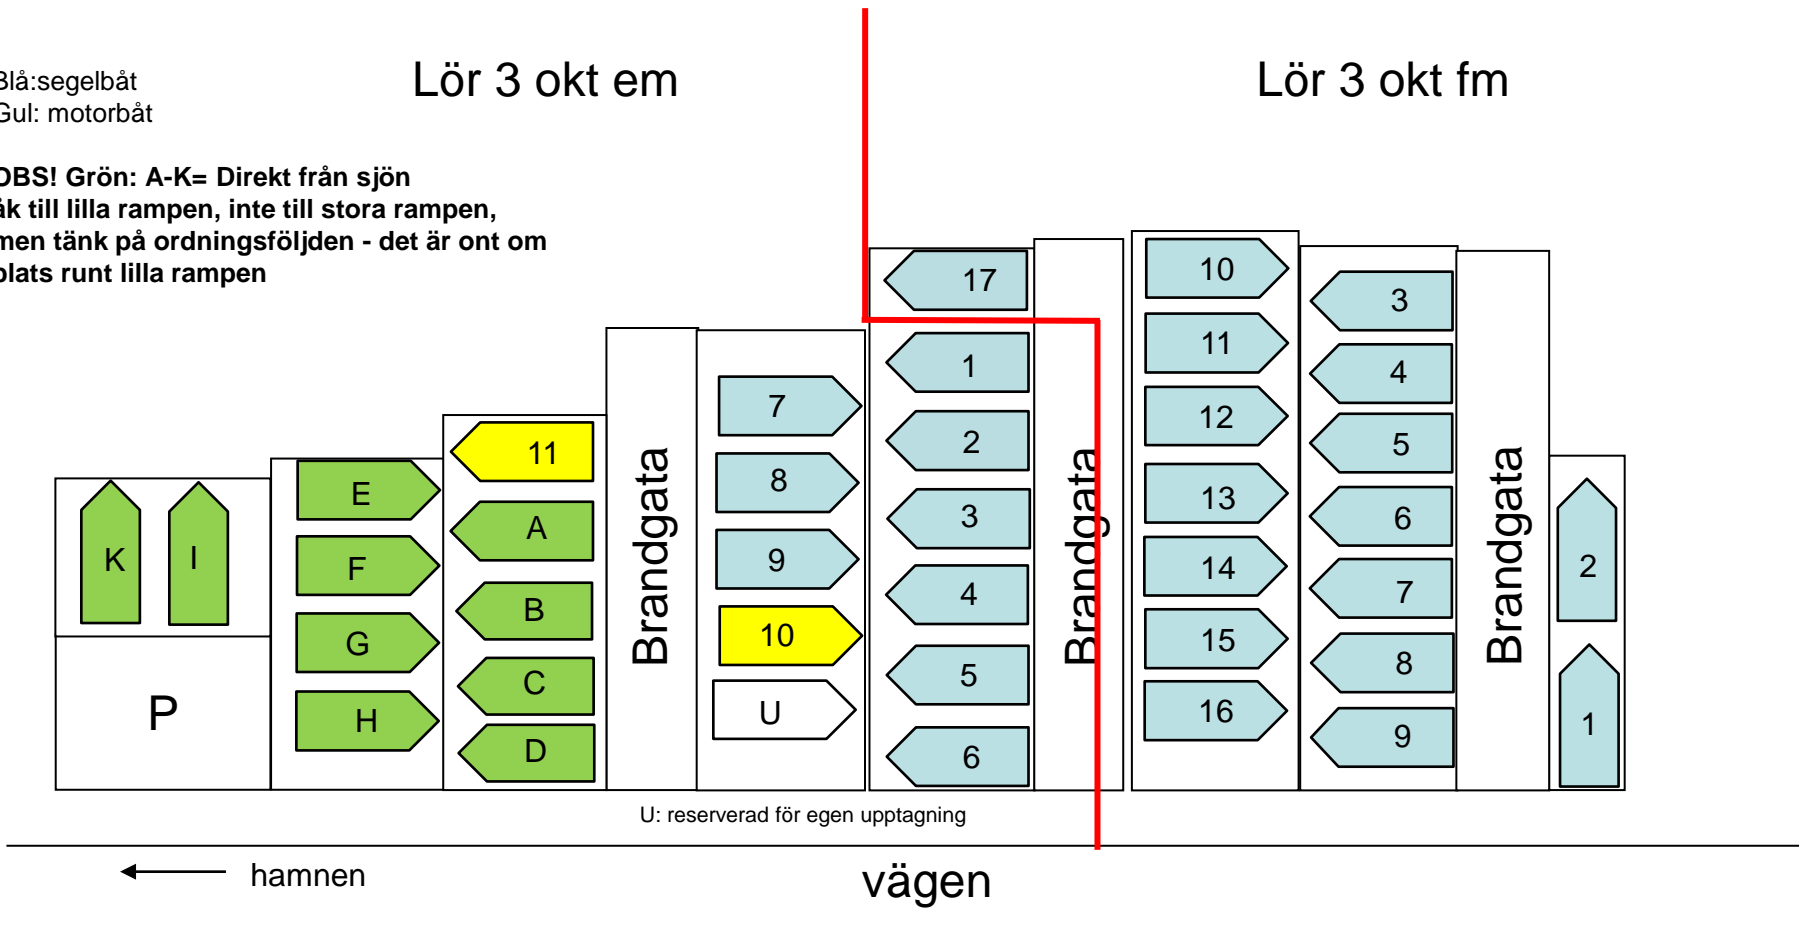 Lör 3 okt em
Lör 3 okt fm
Blå:segelbåt
Gul: motorbåt
OBS! Grön: A-K= Direkt från sjön
åk till lilla rampen, inte till stora rampen,
men tänk på ordningsföljden - det är ont om
plats runt lilla rampen
K
I
P
E
F
G
H
11
A
B
C
D
Brandgata
7
8
9
10
U
17
1
2
3
4
5
6
Brandgata
10
11
12
13
14
15
16
3
4
5
6
7
8
9
Brandgata
2
1
U: reserverad för egen upptagning
hamnen
vägen